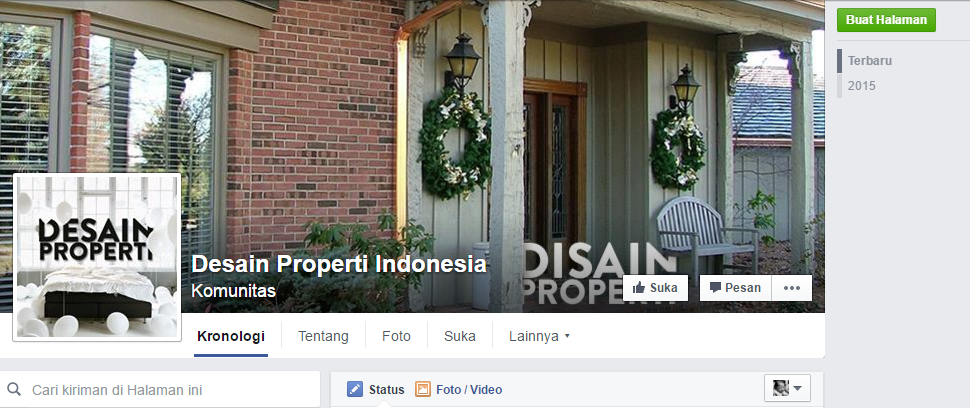 Buat Halaman
Terbaru
2015
DESAIN
PROPERTI
Desain Properti Indonesia
Komunitas
DISAIN
PROPERTI
Suka
Pesan
Kronologi
Tentang
Foto
Suka
Lainnya
Cari kiriman di Halaman ini
Status
Foto / Video